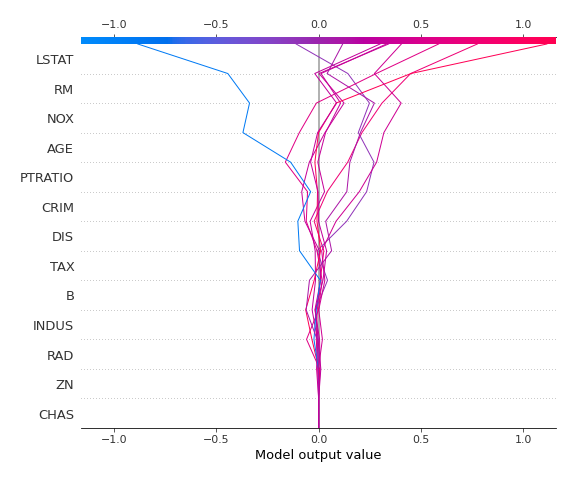 −1.0 −0.5 0.0 0.5 1.0
LSTAT
RM
NOX
AGE
PTRATIO
CRIM
DIS
TAX
B
INDUS
RAD
ZN
CHAS
−1.0 −0.5 0.0 0.5 1.0
Model output value